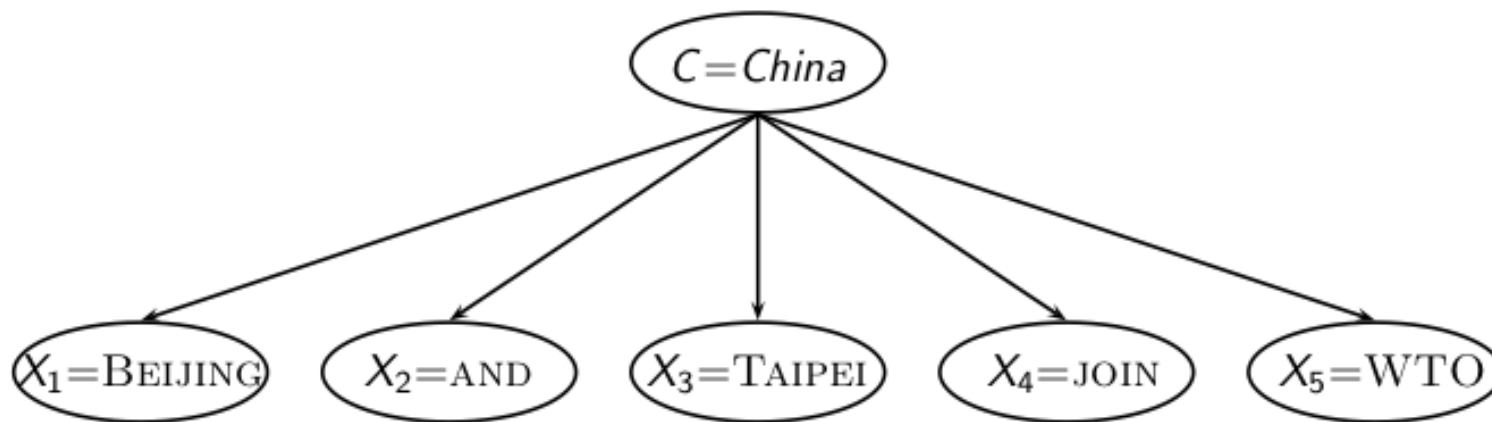 C=China
X₁=BEIJING
X₂=AND
X₃=TAIPEI
X₄=JOIN
X₅=WTO